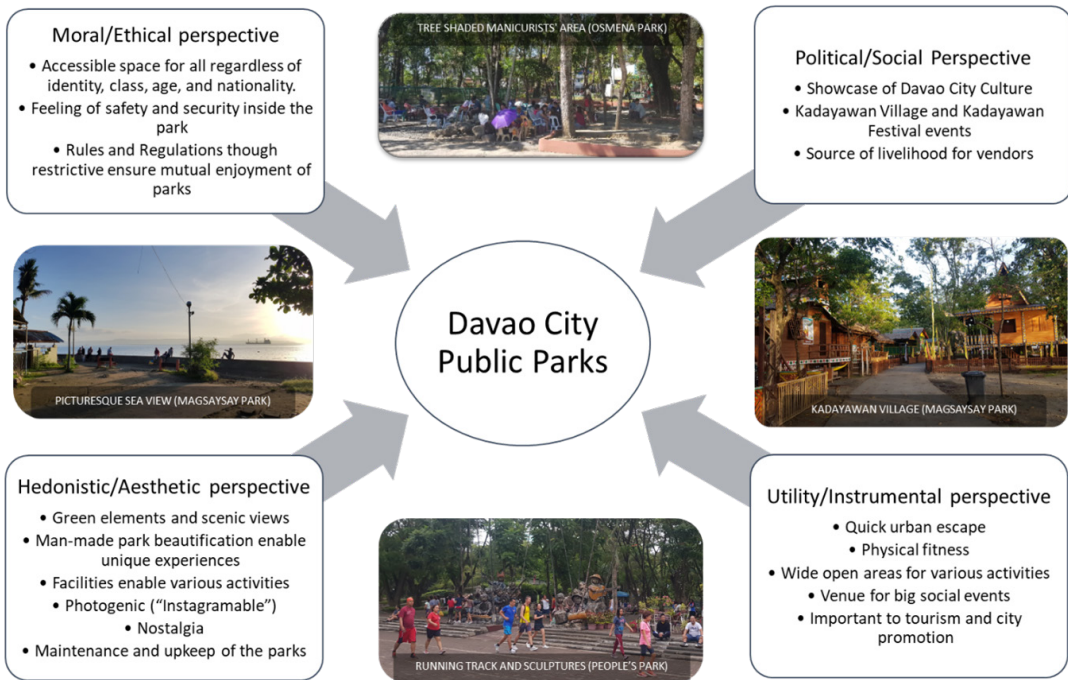 Moral/Ethical perspective
• Accessible space for all regardless of
identity, class, age, and nationality.
• Feeling of safety and security inside the
park
• Rules and Regulations though
restrictive ensure mutual enjoyment of
parks
TREE SHADED MANICURISTS' AREA (OSMENA PARK)
Political/Social Perspective
• Showcase of Davao City Culture
• Kadayawan Village and Kadayawan
Festival events
• Source of livelihood for vendors
PICTURESQUE SEA VIEW (MAGSAYSAY PARK)
Davao City
Public Parks
KADAYAWAN VILLAGE (MAGSAYSAY PARK)
Hedonistic/Aesthetic perspective
• Green elements and scenic views
• Man-made park beautification enable
unique experiences
• Facilities enable various activities
• Photogenic (“Instagramable”)
• Nostalgia
• Maintenance and upkeep of the parks
RUNNING TRACK AND SCULPTURES (PEOPLE'S PARK)
Utility/Instrumental perspective
• Quick urban escape
• Physical fitness
• Wide open areas for various activities
• Venue for big social events
• Important to tourism and city
promotion